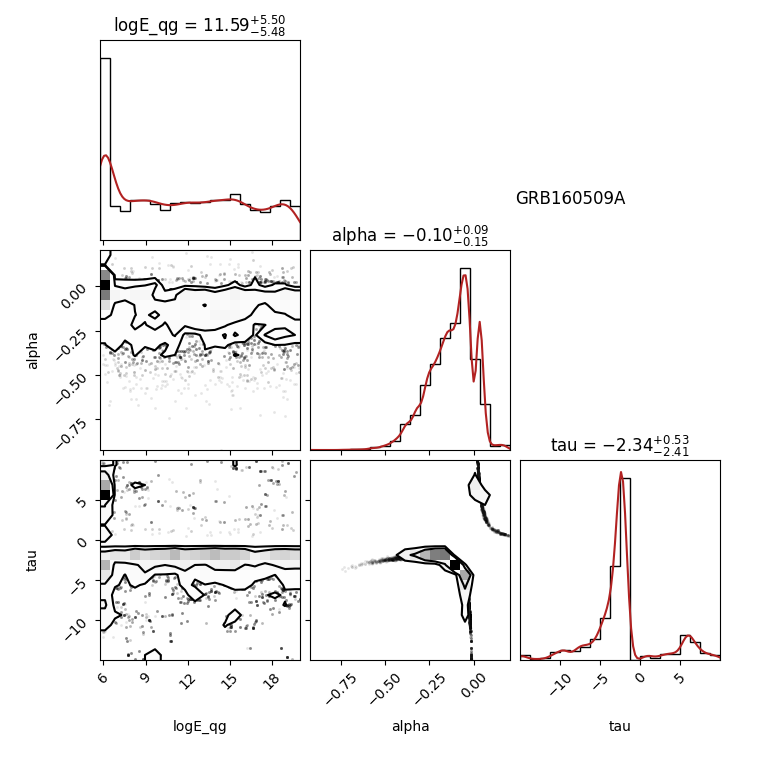 logE_qg = 11.59+5.50−5.48
GRB160509A
alpha = −0.10+0.09−0.15
0.00
−0.25
−0.50
−0.75
alpha
tau = −2.34+0.53−2.41
5
0
−5
−10
tau
6 9 12 15 18
−0.75 −0.50 −0.25 0.00
−10 −5 0 5
logE_qg alpha tau